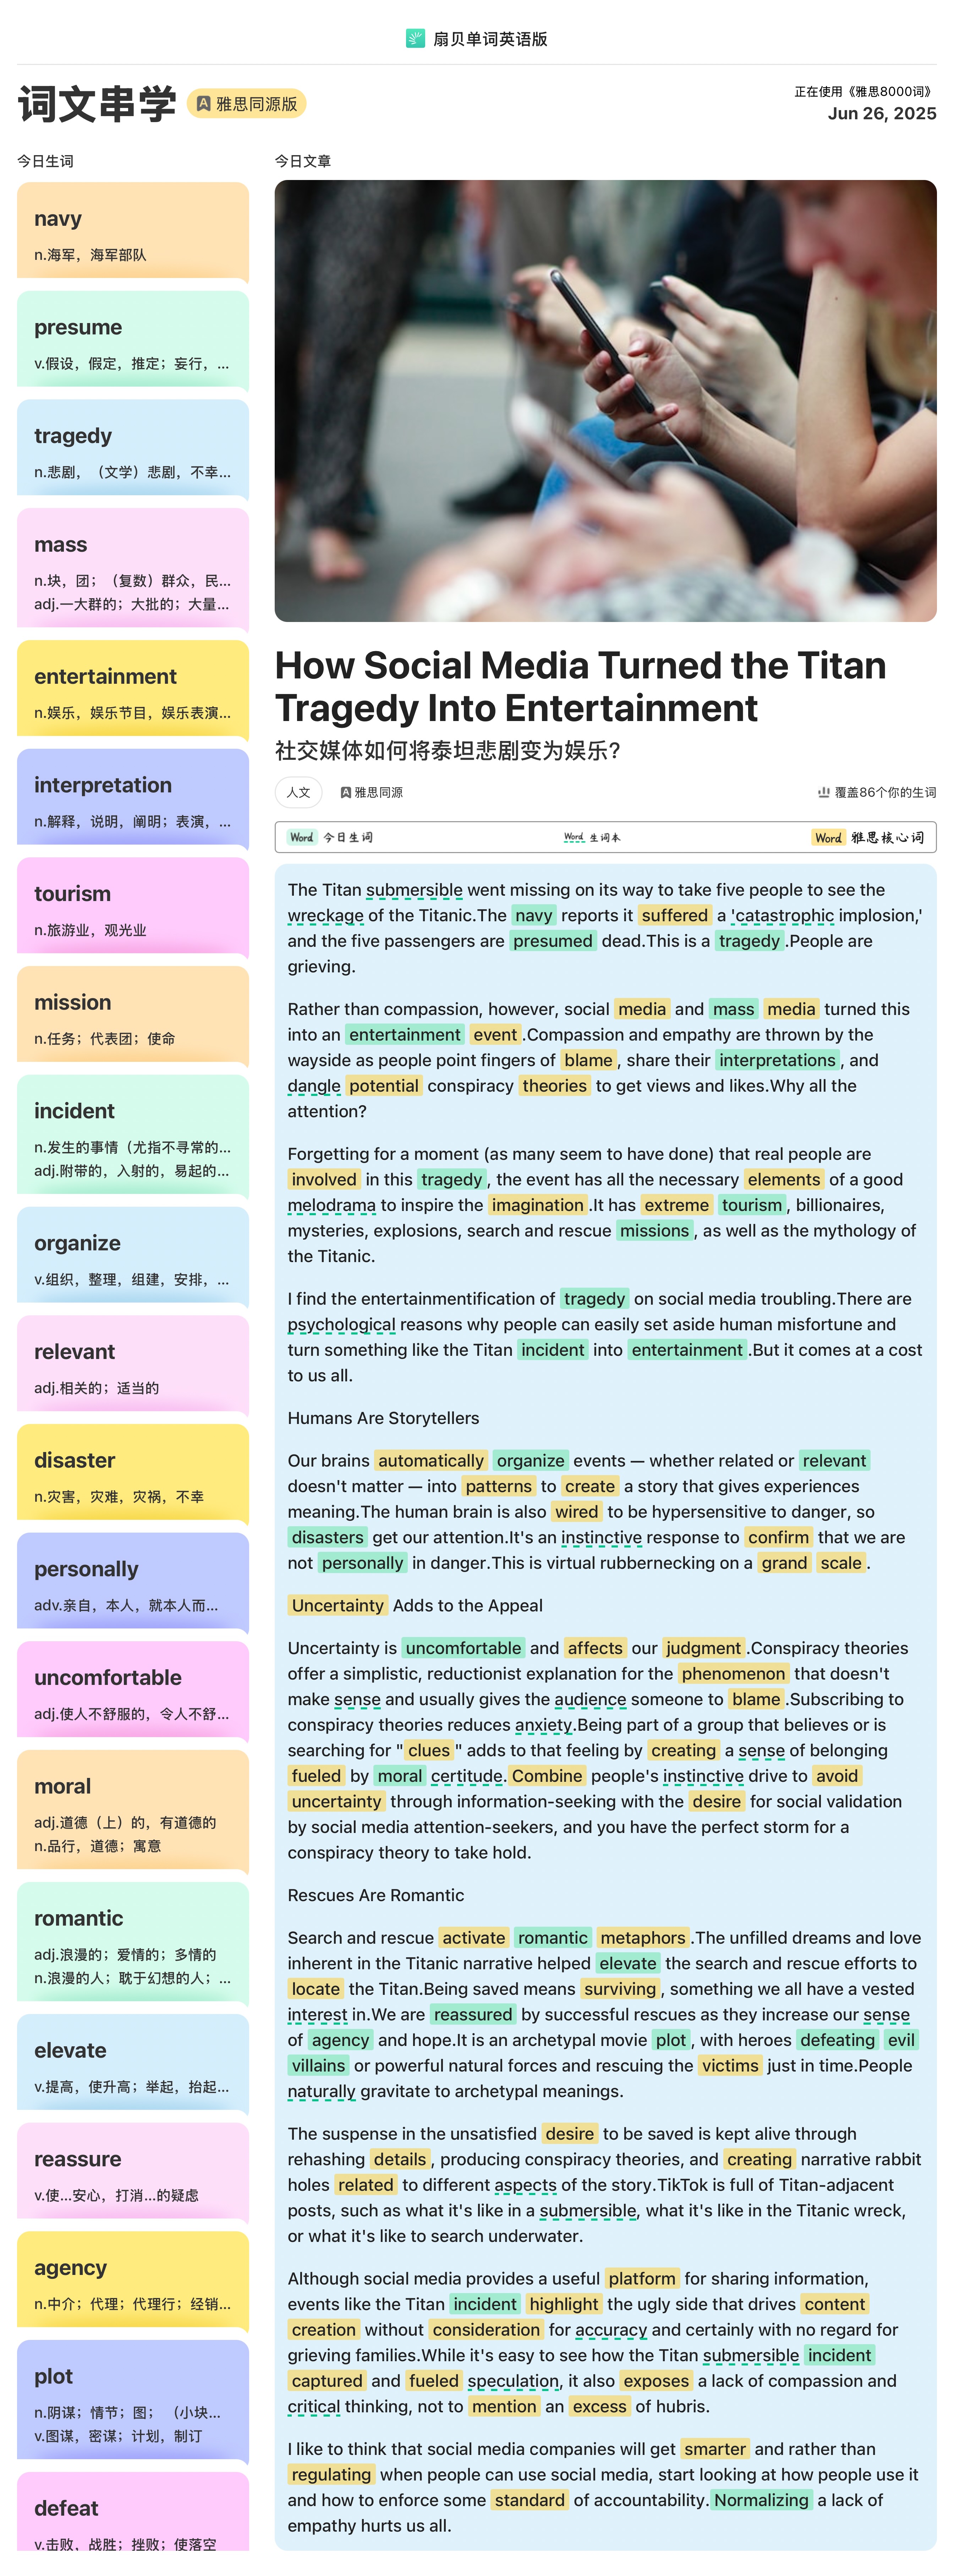 扇贝单词英语版
词文串学
雅思同源版
正在使用《雅思8000词》
Jun 26, 2025
今日生词
navy
n.海军，海军部队
presume
v.假设，假定，推定；妄行，...
tragedy
n.悲剧，（文学）悲剧，不幸...
mass
n.块，团；（复数）群众，民...
adj.一大群的；大批的；大量...
entertainment
n.娱乐，娱乐节目，娱乐表演...
interpretation
n.解释，说明，阐明；表演，...
tourism
n.旅游业，观光业
mission
n.任务；代表团；使命
incident
n.发生的事情（尤指不寻常的...
adj.附带的，入射的，易起的...
organize
v.组织，整理，组建，安排，...
relevant
adj.相关的；适当的
disaster
n.灾害，灾难，灾祸，不幸
personally
adv.亲自，本人，就本人而...
uncomfortable
adj.使人不舒服的，令人不舒...
moral
adj.道德（上）的，有道德的
n.品行，道德；寓意
romantic
adj.浪漫的；爱情的；多情的
n.浪漫的人；耽于幻想的人；...
elevate
v.提高，使升高；举起，抬起...
reassure
v.使...安心，打消...的疑虑
agency
n.中介；代理；代理行；经销...
plot
n.阴谋；情节；图； （小块...
v.图谋，密谋；计划，制订
defeat
v.击败，战胜；挫败；使落空
今日文章
How Social Media Turned the Titan
Tragedy Into Entertainment
社交媒体如何将泰坦悲剧变为娱乐?
人文
雅思同源
覆盖86个你的生词
Word 今日生词
Word 生词本
Word 雅思核心词
The Titan submersible went missing on its way to take five people to see the
wreckage of the Titanic.The navy reports it suffered a 'catastrophic implosion,'
and the five passengers are presumed dead.This is a tragedy.People are
grieving.
Rather than compassion, however, social media and mass media turned this
into an entertainment event.Compassion and empathy are thrown by the
wayside as people point fingers of blame, share their interpretations, and
dangle potential conspiracy theories to get views and likes.Why all the
attention?
Forgetting for a moment (as many seem to have done) that real people are
involved in this tragedy, the event has all the necessary elements of a good
melodrama to inspire the imagination.It has extreme tourism, billionaires,
mysteries, explosions, search and rescue missions, as well as the mythology of
the Titanic.
I find the entertainmentification of tragedy on social media troubling.There are
psychological reasons why people can easily set aside human misfortune and
turn something like the Titan incident into entertainment.But it comes at a cost
to us all.
Humans Are Storytellers
Our brains automatically organize events — whether related or relevant
doesn't matter — into patterns to create a story that gives experiences
meaning.The human brain is also wired to be hypersensitive to danger, so
disasters get our attention.It's an instinctive response to confirm that we are
not personally in danger.This is virtual rubbernecking on a grand scale.
Uncertainty Adds to the Appeal
Uncertainty is uncomfortable and affects our judgment.Conspiracy theories
offer a simplistic, reductionist explanation for the phenomenon that doesn't
make sense and usually gives the audience someone to blame.Subscribing to
conspiracy theories reduces anxiety.Being part of a group that believes or is
searching for "clues" adds to that feeling by creating a sense of belonging
fueled by moral certitude.Combine people's instinctive drive to avoid
uncertainty through information-seeking with the desire for social validation
by social media attention-seekers, and you have the perfect storm for a
conspiracy theory to take hold.
Rescues Are Romantic
Search and rescue activate romantic metaphors.The unfilled dreams and love
inherent in the Titanic narrative helped elevate the search and rescue efforts to
locate the Titan.Being saved means surviving, something we all have a vested
interest in.We are reassured by successful rescues as they increase our sense
of agency and hope.It is an archetypal movie plot, with heroes defeating evil
villains or powerful natural forces and rescuing the victims just in time.People
naturally gravitate to archetypal meanings.
The suspense in the unsatisfied desire to be saved is kept alive through
rehashing details, producing conspiracy theories, and creating narrative rabbit
holes related to different aspects of the story.TikTok is full of Titan-adjacent
posts, such as what it's like in a submersible, what it's like in the Titanic wreck,
or what it's like to search underwater.
Although social media provides a useful platform for sharing information,
events like the Titan incident highlight the ugly side that drives content
creation without consideration for accuracy and certainly with no regard for
grieving families.While it's easy to see how the Titan submersible incident
captured and fueled speculation, it also exposes a lack of compassion and
critical thinking, not to mention an excess of hubris.
I like to think that social media companies will get smarter and rather than
regulating when people can use social media, start looking at how people use it
and how to enforce some standard of accountability.Normalizing a lack of
empathy hurts us all.